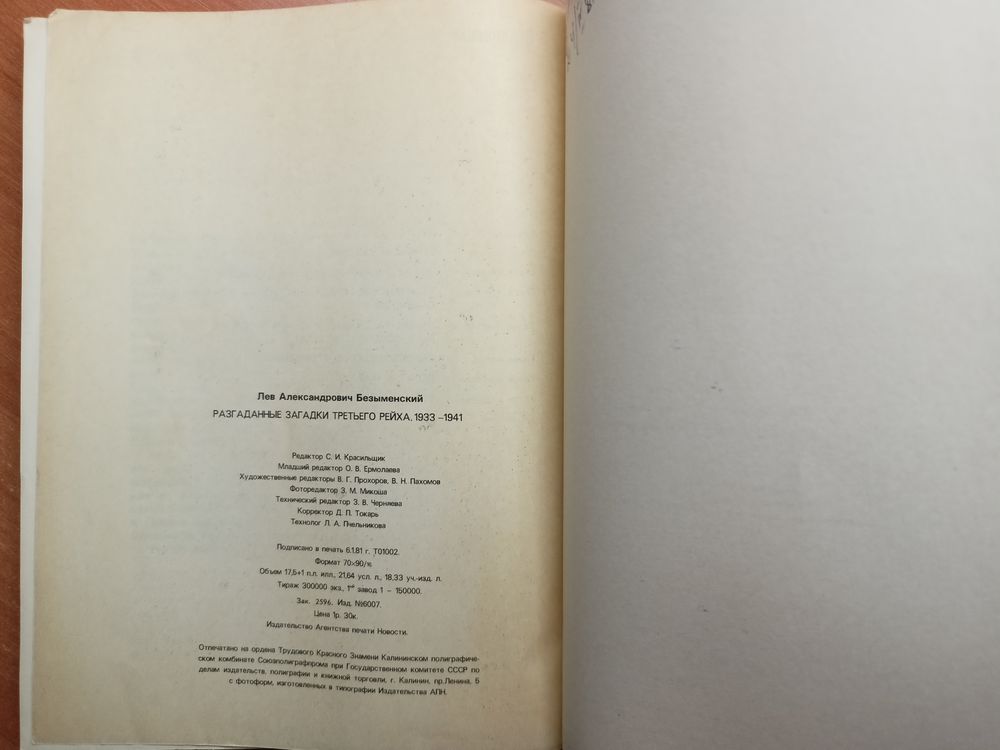 Лев Александрович Безыменский
РАЗГАДАННЫЕ ЗАГАДКИ ТРЕТЬЕГО РЕЙХА. 1933 –1941
Редактор С. И. Красильщик
Младший редактор О. В. Ермолаева
Художественные редакторы В. Г. Прохоров, В. Н. Пахомов
Фоторедактор З. М. Микоша
Технический редактор З. В. Черняева
Корректор Д. П. Токарь
Технолог Л. А. Пчельникова
Подписано в печать 6.1.81 г. Т01002.
Формат 70×90/16
Объем 17,5+1 п.л. илл., 21,64 усл. л., 18,33 уч.-изд. л.
Тираж 300000 экз., 1ый завод 1 – 150000.
Зак. 2596. Изд. №6007.
Цена 1р. 30к.
Издательство Агентства печати Новости.
Отпечатано на ордена Трудового Красного Знамени Калининском полиграфиче-
ском комбинате Союзполиграфпрома при Государственном комитете СССР по
делам издательств, полиграфии и книжной торговли, г. Калинин, пр.Ленина, 5
с фотоформ, изготовленных в типографии Издательства АПН.